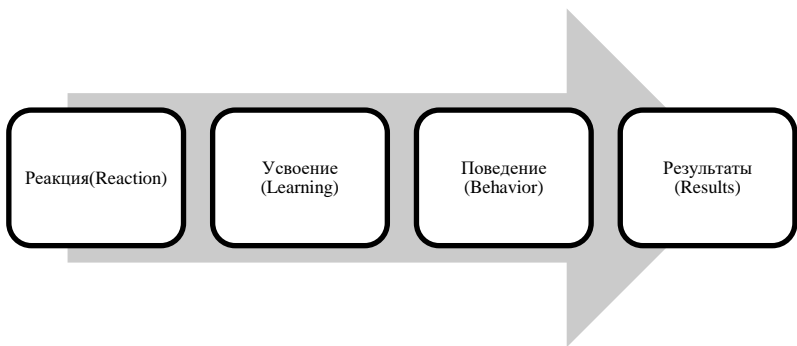 Реакция(Reaction)
Усвоение
(Learning)
Поведение
(Behavior)
Результаты
(Results)